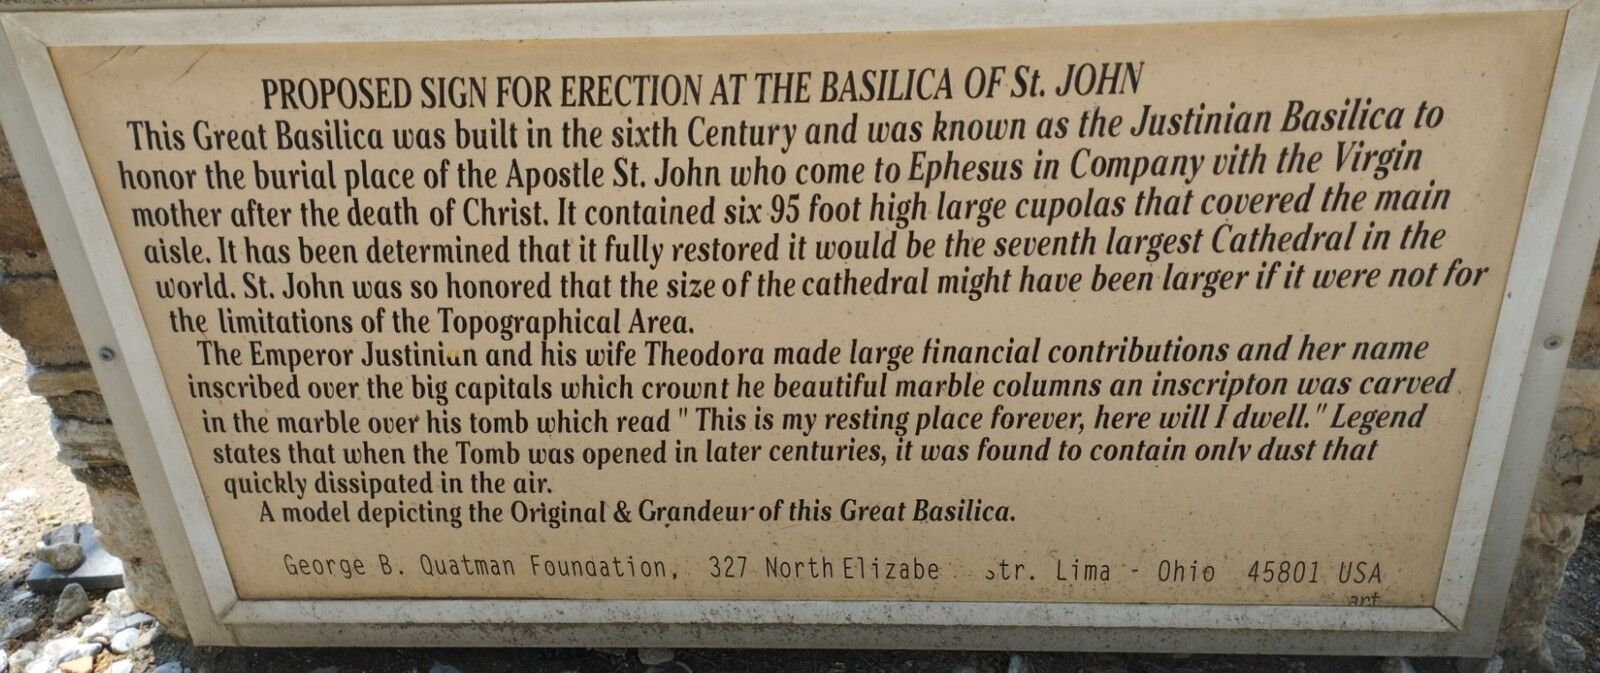 PROPOSED SIGN FOR ERECTION AT THE BASILICA OF St. JOHN
This Great Basilica was built in the sixth Century and was known as the Justinian Basilica to
honor the burial place of the Apostle St. John who come to Ephesus in Company vith the Virgin
mother after the death of Christ. It contained six 95 foot high large cupolas that covered the main
aisle. It has been determined that it fully restored it would be the seventh largest Cathedral in the
world. St. John was so honored that the size of the cathedral might have been larger if it were not for
the limitations of the Topographical Area.
The Emperor Justinian and his wife Theodora made large financial contributions and her name
inscribed over the big capitals which crownt he beautiful marble columns an inscripton was carved
in the marble over his tomb which read " This is my resting place forever, here will I dwell." Legend
states that when the Tomb was opened in later centuries, it was found to contain only dust that
quickly dissipated in the air.
A model depicting the Original & Grandeur of this Great Basilica.
George B. Quatman Foundation, 327 North Elizabe str. Lima - Ohio 45801 USA
art